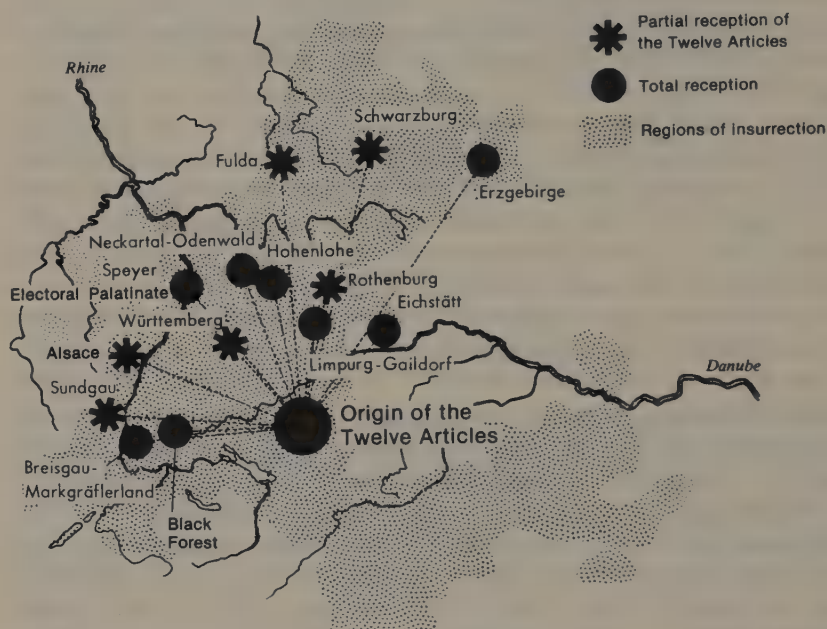 Partial reception of
the Twelve Articles
Total reception
Regions of insurrection
Rhine
Schwarzburg
Fulda
Erzgebirge
Neckartal-Odenwald
Hohenlohe
Speyer
Rothenburg
Electoral Palatinate
Eichstätt
Württemberg
Alsace
Limpurg-Gaildorf
Danube
Sundgau
Origin of the
Twelve Articles
Breisgau-
Markgräflerland
Black
Forest